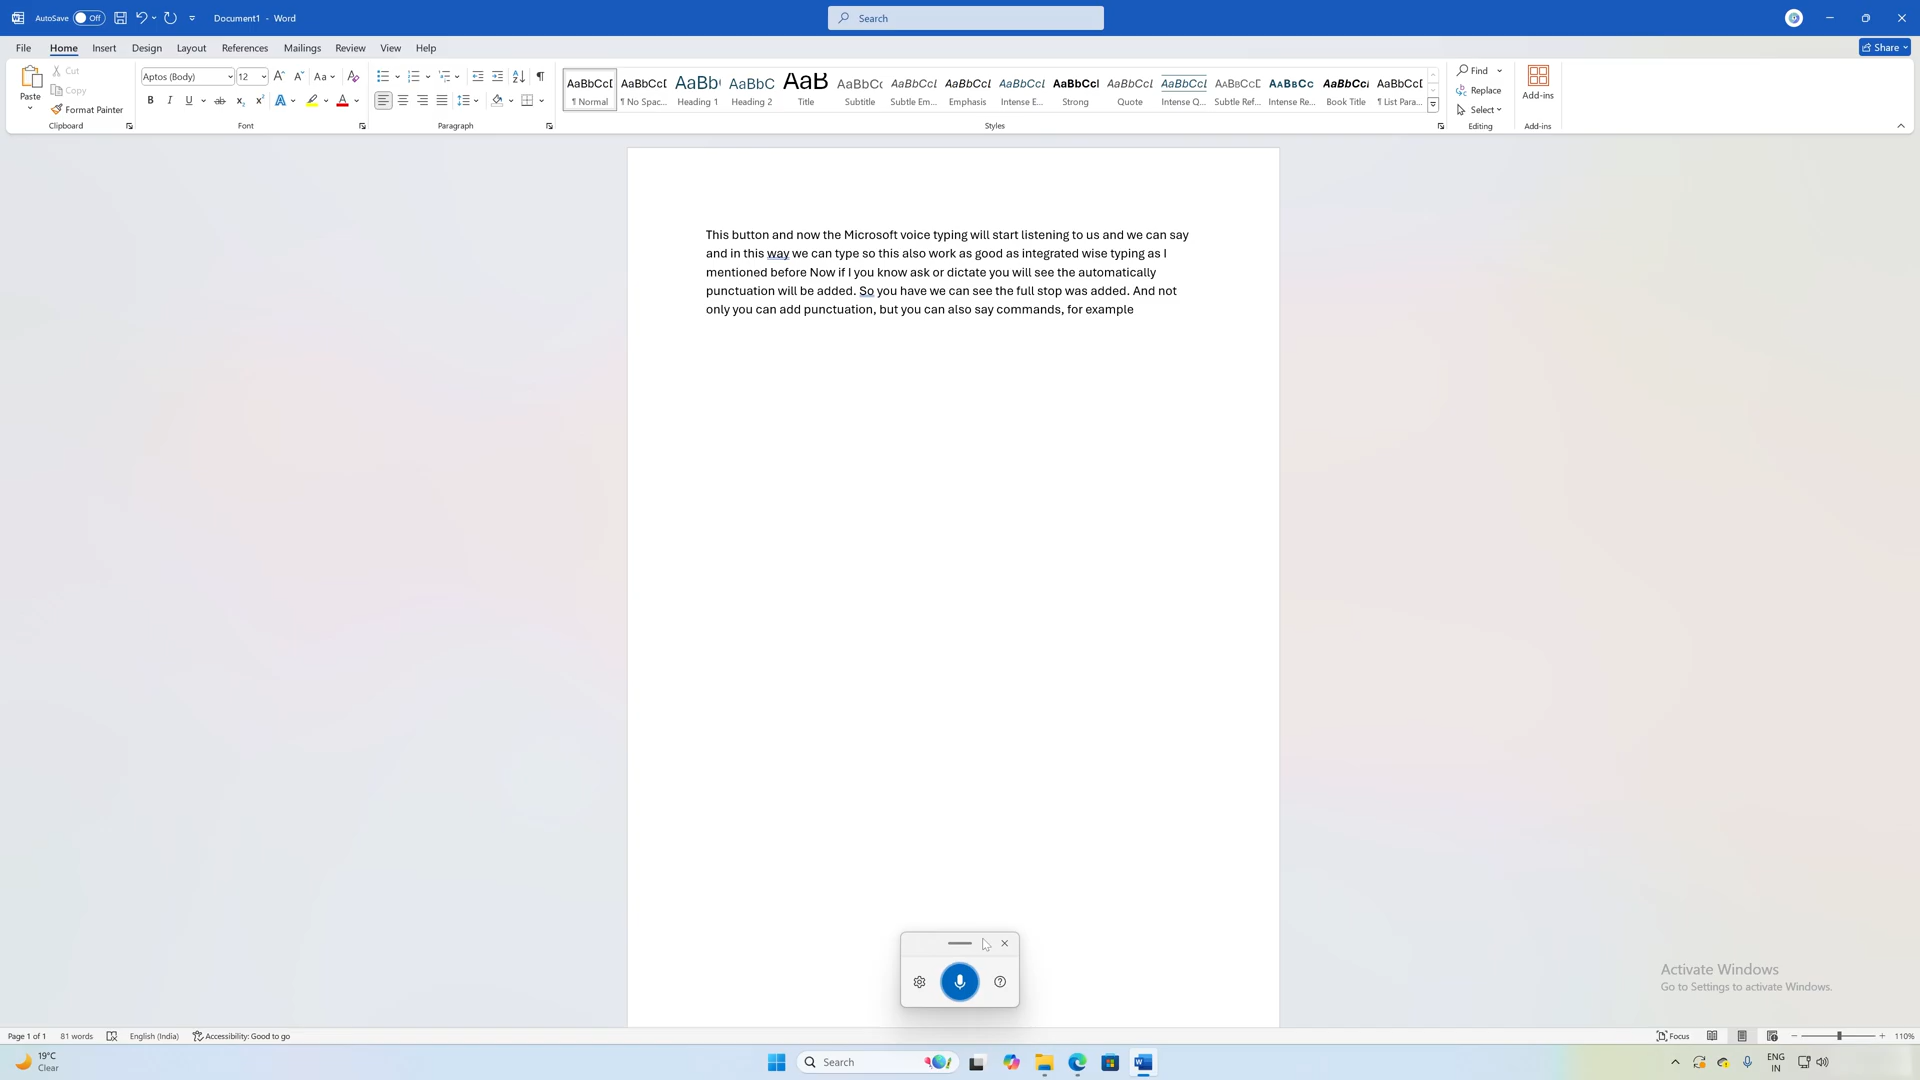 AutoSave Off Document1 - Word Search
File Home Insert Design Layout References Mailings Review View Help Share
Paste Cut Copy Format Painter Clipboard
Aptos (Body) 12 Font
Paragraph
AaBbCcD ¶ Normal
AaBbCcD ¶ No Spac...
AaBb Heading 1
AaBbC Heading 2
AaB Title
AaBbCc Subtitle
AaBbCcL Subtle Em...
AaBbCcL Emphasis
AaBbCcL Intense E...
AaBbCcl Strong
AaBbCcL Quote
AaBbCcL Intense Q...
AaBbCcD Subtle Ref...
AaBbCc Intense Re...
AaBbCc Book Title
AaBbCcD ¶ List Para...
Styles
Find
Replace
Select
Editing
Add-ins
Add-ins
This button and now the Microsoft voice typing will start listening to us and we can say
and in this way we can type so this also work as good as integrated wise typing as I
mentioned before Now if I you know ask or dictate you will see the automatically
punctuation will be added. So you have we can see the full stop was added. And not
only you can add punctuation, but you can also say commands, for example
Activate Windows
Go to Settings to activate Windows.
Page 1 of 1 81 words English (India) Accessibility: Good to go Focus 110%
19°C
Clear
Search
ENG
IN